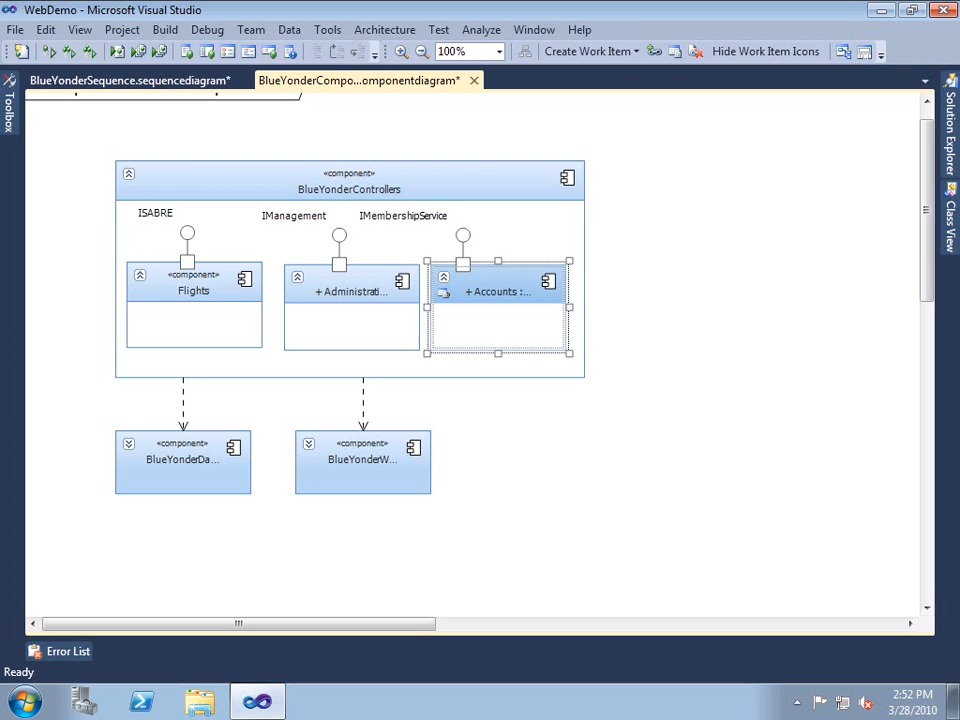 WebDemo - Microsoft Visual Studio
File Edit View Project Build Debug Team Data Tools Architecture Test Analyze Window Help
100% Create Work Item Hide Work Item Icons
BlueYonderSequence.sequencediagram* BlueYonderCompo...omponentdiagram*
Toolbox
Solution Explorer
Class View
«component»
BlueYonderControllers
ISABRE IManagement IMembershipService
«component»
Flights
+ Administrati...
+ Accounts :...
«component»
BlueYonderDa...
«component»
BlueYonderW...
Error List
Ready
2:52 PM
3/28/2010